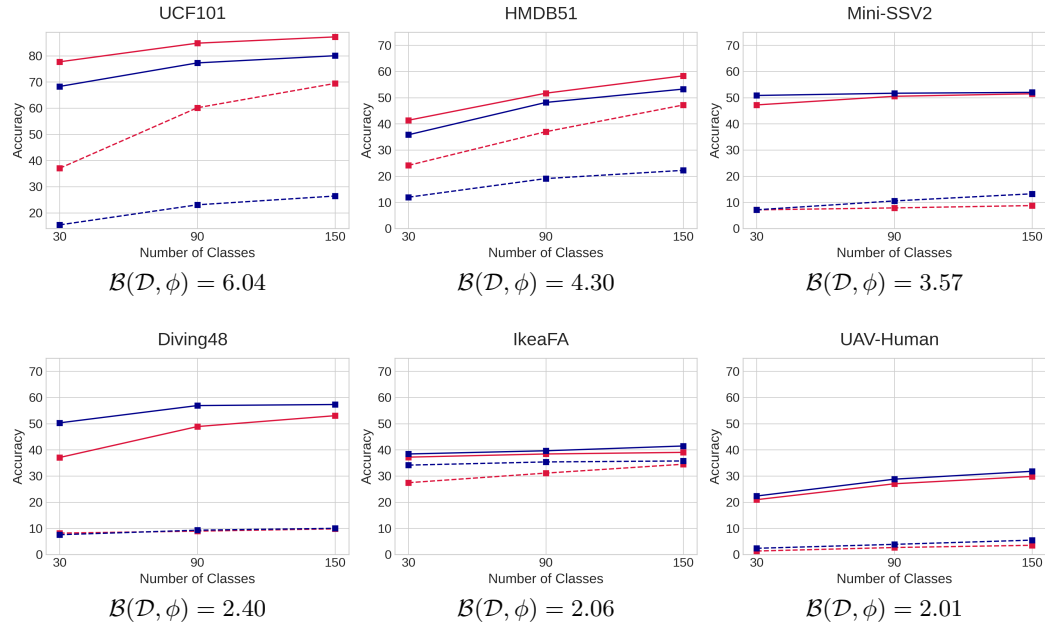 UCF101
80
70
60
50
40
30
20
Accuracy
30 90 150
Number of Classes
B(D, ϕ) = 6.04
HMDB51
70
60
50
40
30
20
10
0
Accuracy
30 90 150
Number of Classes
B(D, ϕ) = 4.30
Mini-SSV2
70
60
50
40
30
20
10
0
Accuracy
30 90 150
Number of Classes
B(D, ϕ) = 3.57
Diving48
70
60
50
40
30
20
10
0
Accuracy
30 90 150
Number of Classes
B(D, ϕ) = 2.40
IkeaFA
70
60
50
40
30
20
10
0
Accuracy
30 90 150
Number of Classes
B(D, ϕ) = 2.06
UAV-Human
70
60
50
40
30
20
10
0
Accuracy
30 90 150
Number of Classes
B(D, ϕ) = 2.01